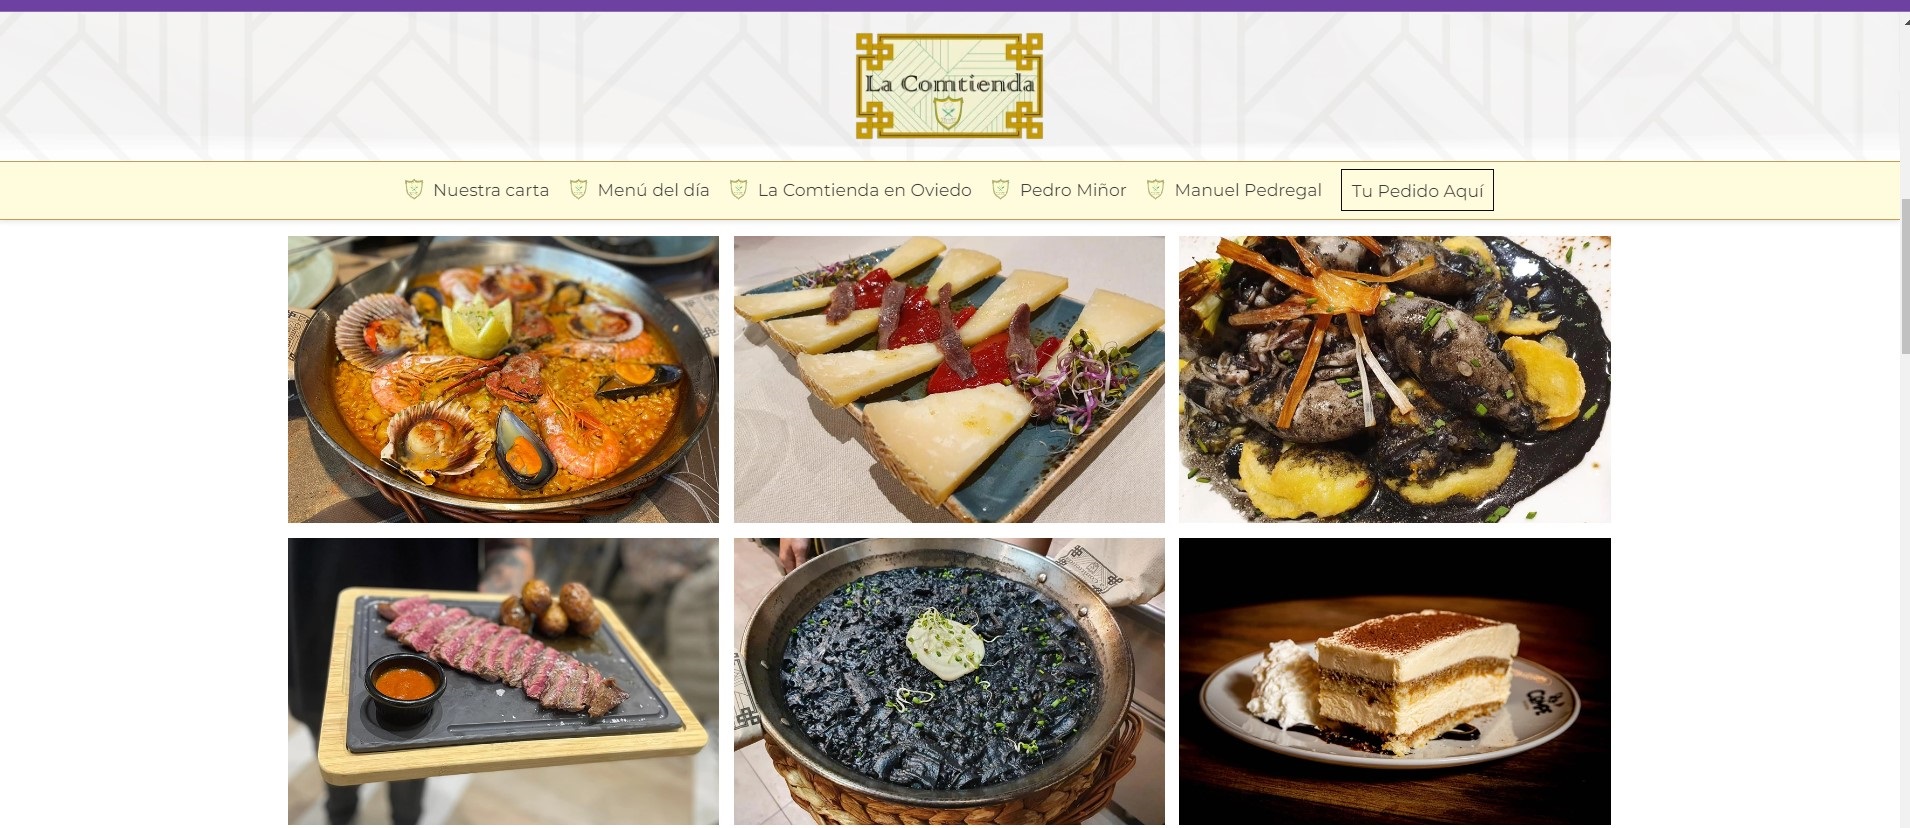 La Comtienda
Nuestra carta
Menú del día
La Comtienda en Oviedo
Pedro Miñor
Manuel Pedregal
Tu Pedido Aquí